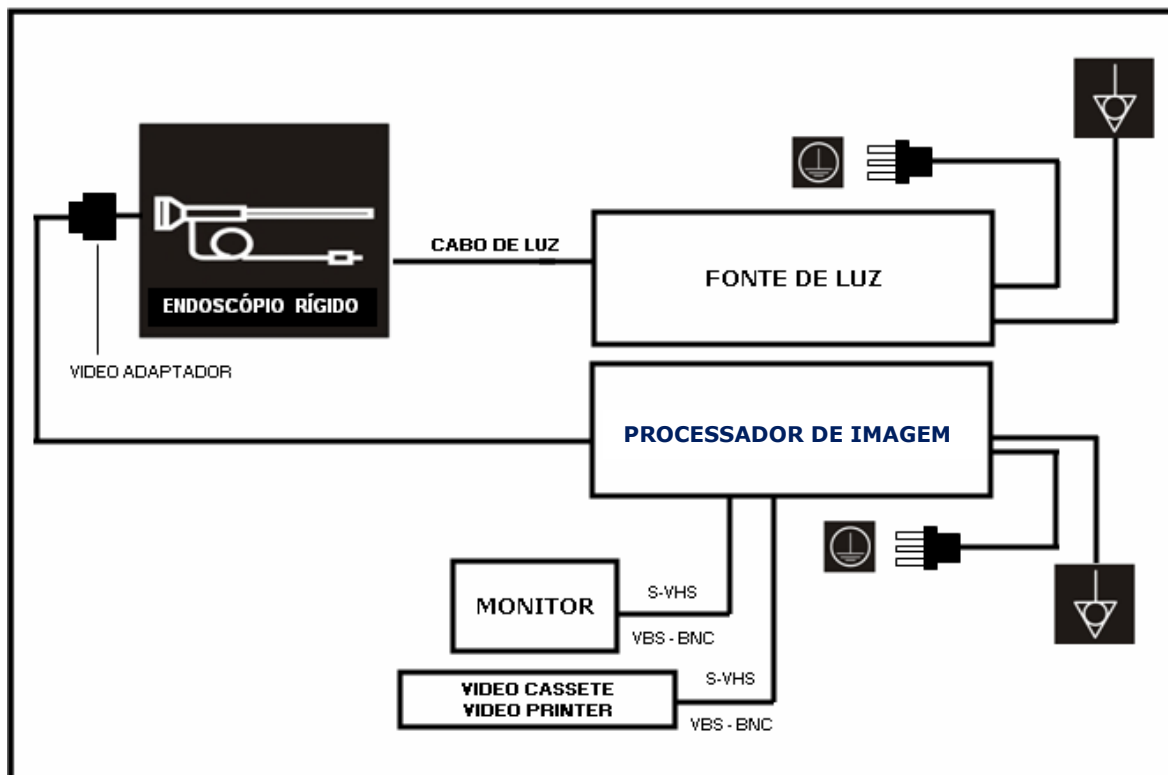 CABO DE LUZ
FONTE DE LUZ
ENDOSCÓPIO RÍGIDO
VIDEO ADAPTADOR
PROCESSADOR DE IMAGEM
MONITOR
S-VHS
VBS - BNC
VIDEO CASSETE
VIDEO PRINTER
S-VHS
VBS - BNC